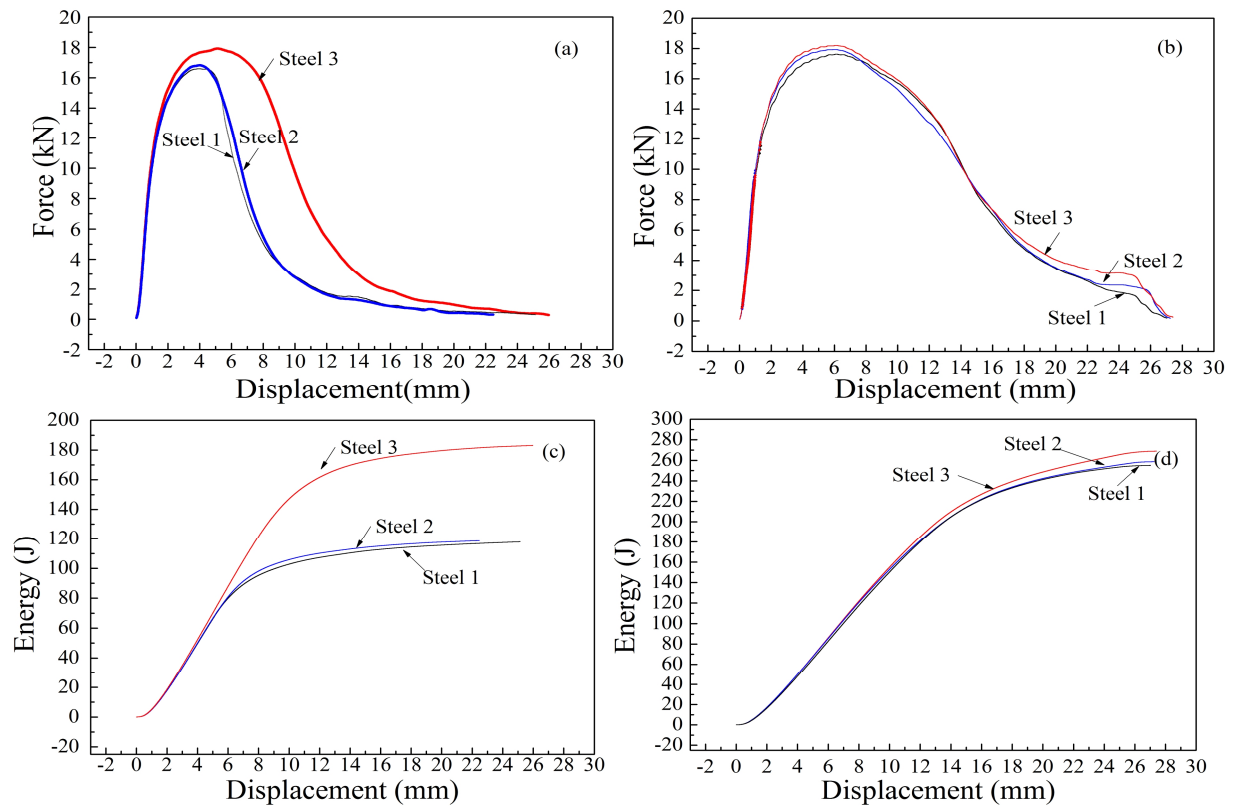 20
18
16
14
12
10
8
6
4
2
0
-2
Force (kN)
(a)
Steel 3
Steel 1
Steel 2
-2 0 2 4 6 8 10 12 14 16 18 20 22 24 26 28 30
Displacement(mm)
20
18
16
14
12
10
8
6
4
2
0
-2
Force (kN)
(b)
Steel 3
Steel 2
Steel 1
-2 0 2 4 6 8 10 12 14 16 18 20 22 24 26 28 30
Displacement (mm)
200
180
160
140
120
100
80
60
40
20
0
-20
Energy (J)
(c)
Steel 3
Steel 2
Steel 1
-2 0 2 4 6 8 10 12 14 16 18 20 22 24 26 28 30
Displacement (mm)
300
280
260
240
220
200
180
160
140
120
100
80
60
40
20
0
-20
Energy (J)
Steel 2
(d)
Steel 3
Steel 1
-2 0 2 4 6 8 10 12 14 16 18 20 22 24 26 28 30
Displacement (mm)